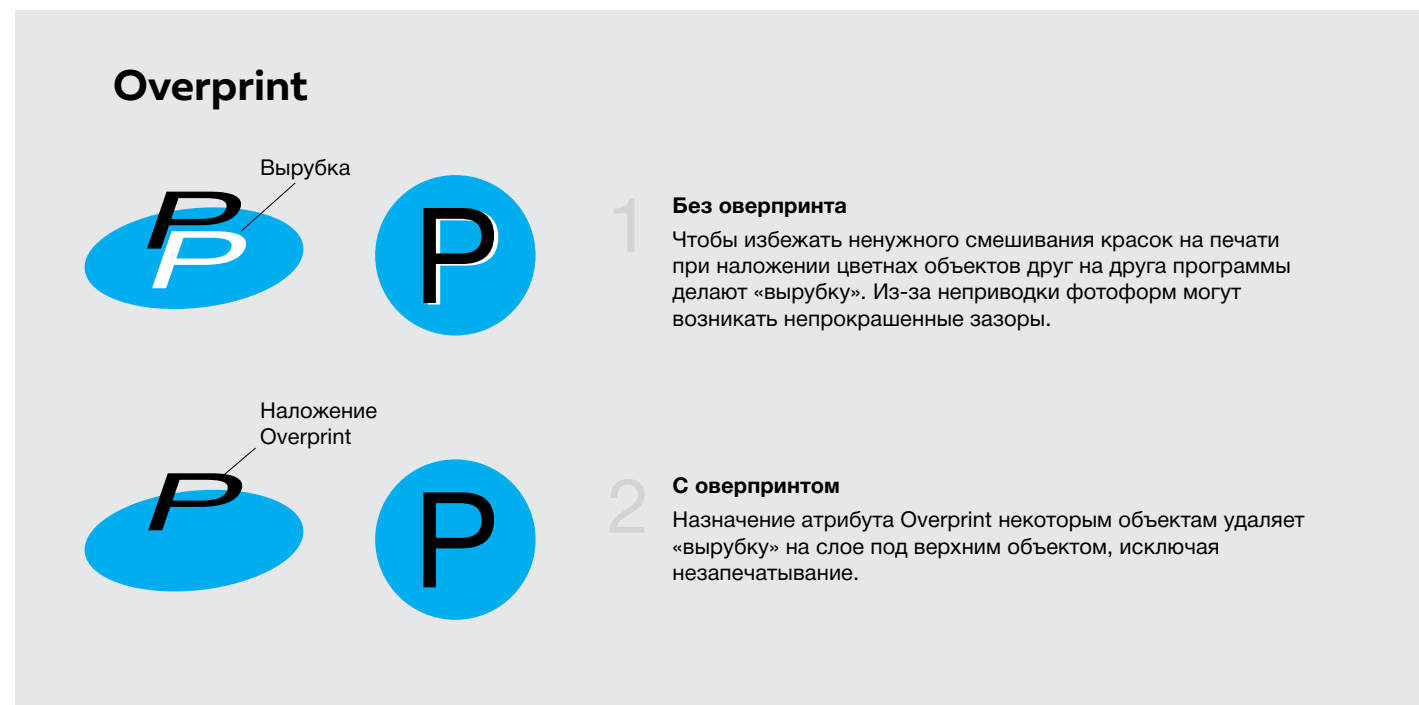 Overprint
Вырубка
P
P
P
1
Без оверпринта
Чтобы избежать ненужного смешивания красок на печати
при наложении цветнах объектов друг на друга программы
делают «вырубку». Из-за неприводки фотоформ могут
возникать непрокрашенные зазоры.
Наложение
Overprint
P
P
2
С оверпринтом
Назначение атрибута Overprint некоторым объектам удаляет
«вырубку» на слое под верхним объектом, исключая
незапечатывание.